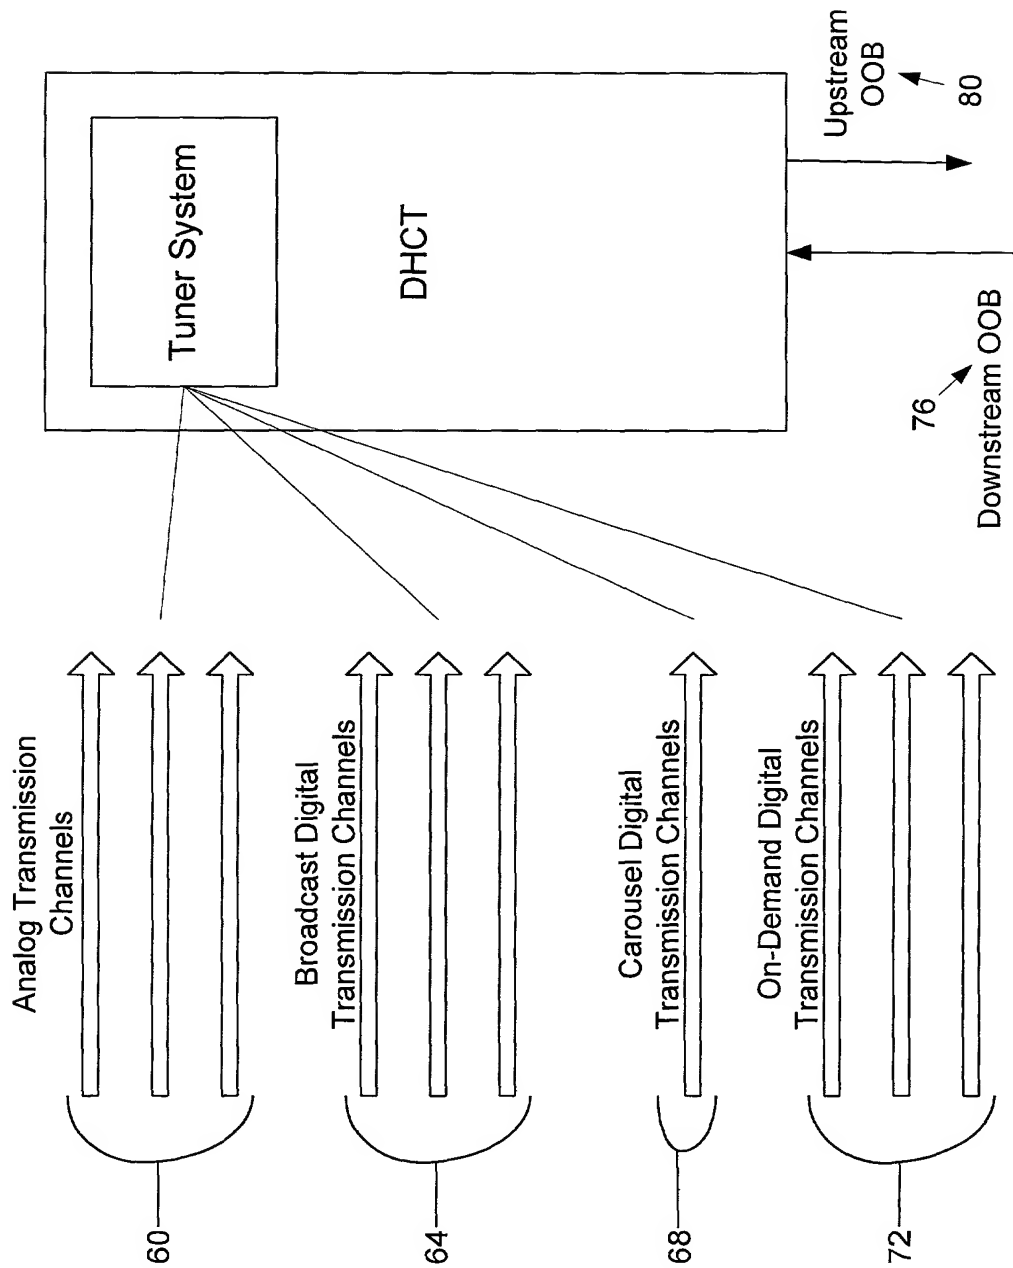 Analog Transmission
Channels
60
Broadcast Digital
Transmission Channels
64
Carousel Digital
Transmission Channels
68
On-Demand Digital
Transmission Channels
72
Tuner System
DHCT
76
Downstream OOB
Upstream
OOB
80